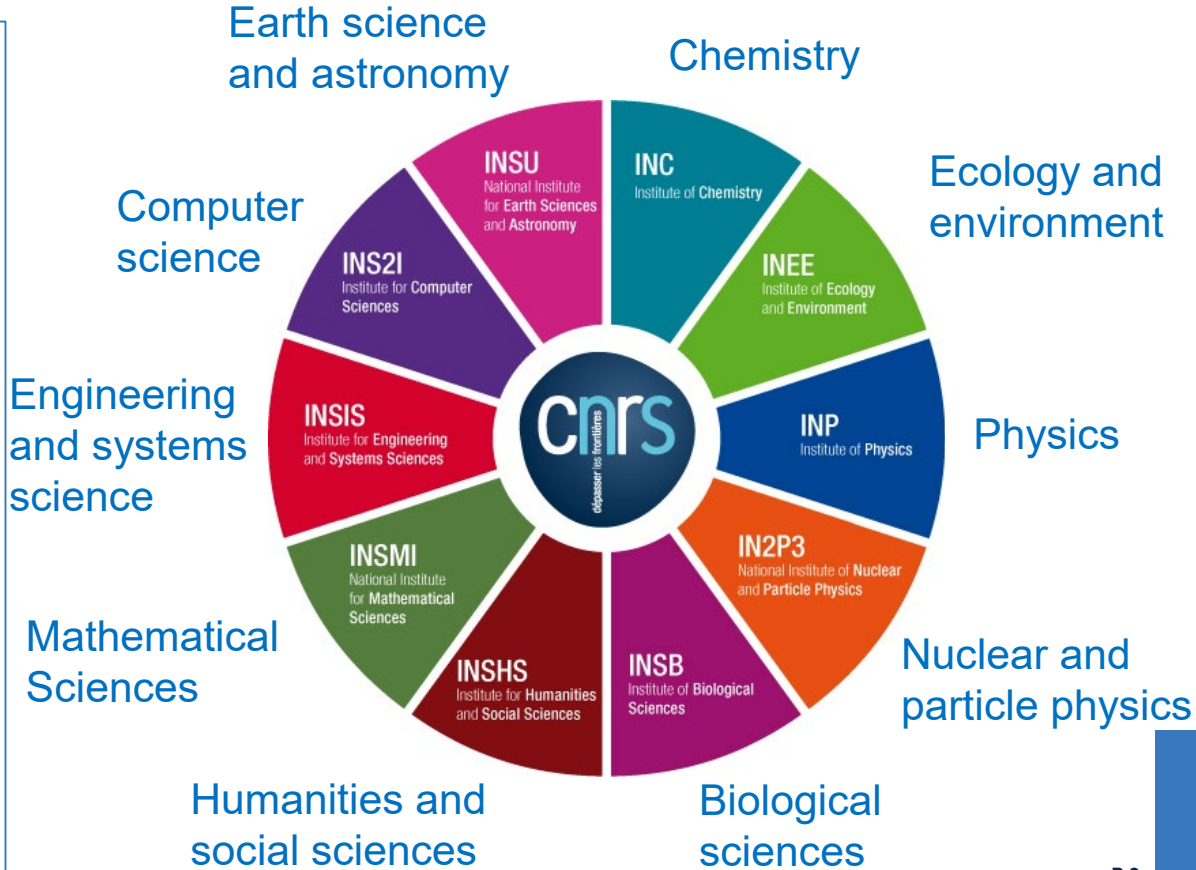 Earth science
and astronomy
Chemistry
Ecology and
environment
Computer
science
Engineering
and systems
science
Physics
Mathematical
Sciences
Nuclear and
particle physics
Humanities and
social sciences
Biological
sciences
INSU
National Institute
for Earth Sciences
and Astronomy
INC
Institute of Chemistry
INEE
Institute of Ecology
and Environment
INP
Institute of Physics
IN2P3
National Institute of Nuclear
and Particle Physics
INSB
Institute of Biological
Sciences
INSHS
Institute for Humanities
and Social Sciences
INSMI
National Institute
for Mathematical
Sciences
INSIS
Institute for Engineering
and Systems Sciences
INS2I
Institute for Computer
Sciences
cnrs
dépasser les frontières